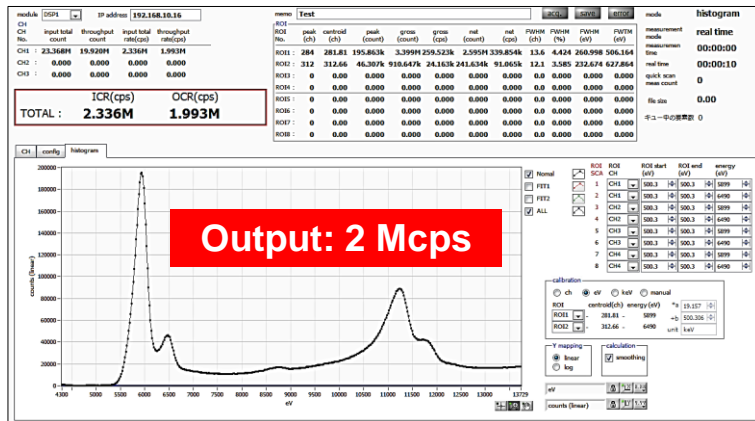 module DSP1 IP address 192.168.10.16 memo Test acq. save error mode histogram
CH
CH No. input total count throughput count input total rate(cps) throughput rate(cps)
CH1 : 23.368M 19.920M 2.336M 1.993M
CH2 : 0.000 0.000 0.000 0.000
CH3 : 0.000 0.000 0.000 0.000
ICR(cps) OCR(cps)
TOTAL : 2.336M 1.993M
ROI
ROI No. peak (ch) centroid (ch) peak (count) gross (count) gross (cps) net (count) net (cps) FWHM (ch) FWHM (%) FWHM (eV) FWTM (eV)
ROI1 : 284 281.81 195.863k 3.399M 259.523k 2.595M 339.854k 13.6 4.424 260.998 506.164
ROI2 : 312 312.66 46.307k 910.647k 24.163k 241.634k 91.065k 12.1 3.585 232.674 627.864
ROI3 : 0 0.00 0.000 0.000 0.000 0.000 0.000 0.0 0.000 0.000 0.000
ROI4 : 0 0.00 0.000 0.000 0.000 0.000 0.000 0.0 0.000 0.000 0.000
ROI5 : 0 0.00 0.000 0.000 0.000 0.000 0.000 0.0 0.000 0.000 0.000
ROI6 : 0 0.00 0.000 0.000 0.000 0.000 0.000 0.0 0.000 0.000 0.000
ROI7 : 0 0.00 0.000 0.000 0.000 0.000 0.000 0.0 0.000 0.000 0.000
ROI8 : 0 0.00 0.000 0.000 0.000 0.000 0.000 0.0 0.000 0.000 0.000
measurement mode real time
measuremen time 00:00:00
real time 00:00:10
quick scan meas count 0
file size 0.00
キュー中の要素数 0
CH config histogram
200000
180000
160000
140000
120000
100000
80000
60000
40000
20000
0
counts (linear)
4300 5000 5500 6000 6500 7000 7500 8000 8500 9000 9500 10000 10500 11000 11500 12000 12500 13000 13729
eV
Output: 2 Mcps
Nomal
FIT1
FIT2
ALL
ROI SCA ROI CH ROI start (eV) ROI end (eV) energy (eV)
1 CH1 500.3 500.3 5899
2 CH1 500.3 500.3 6490
3 CH2 500.3 500.3 5899
4 CH2 500.3 500.3 6490
5 CH3 500.3 500.3 5899
6 CH3 500.3 500.3 6490
7 CH4 500.3 500.3 5899
8 CH4 500.3 500.3 6490
calibration
ch eV keV manual
ROI centroid(ch) energy (eV) *a 19.157
ROI1 - 281.81 - 5899 +b 500.306
ROI2 - 312.66 - 6490 unit keV
Y mapping
linear
log
calculation
smoothing
eV
counts (linear)